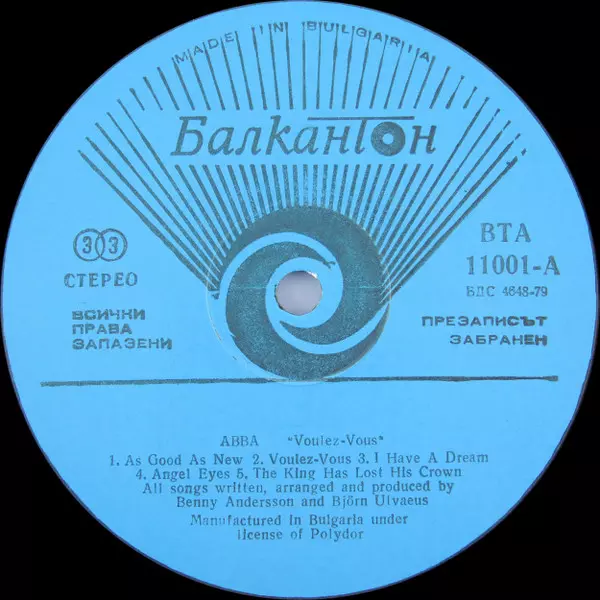 MADE IN BULGARIA
Балкантон
33
СТЕРЕО
ВСИЧКИ
ПРАВА
ЗАПАЗЕНИ
ВТА
11001-А
БДС 4648-79
ПРЕЗАПИСЪТ
ЗАБРАНЕН
ABBA "Voulez-Vous"
1. As Good As New 2. Voulez-Vous 3. I Have A Dream
4. Angel Eyes 5. The King Has Lost His Crown
All songs written, arranged and produced by
Benny Andersson and Björn Ulvaeus
Manufactured in Bulgaria under
license of Polydor